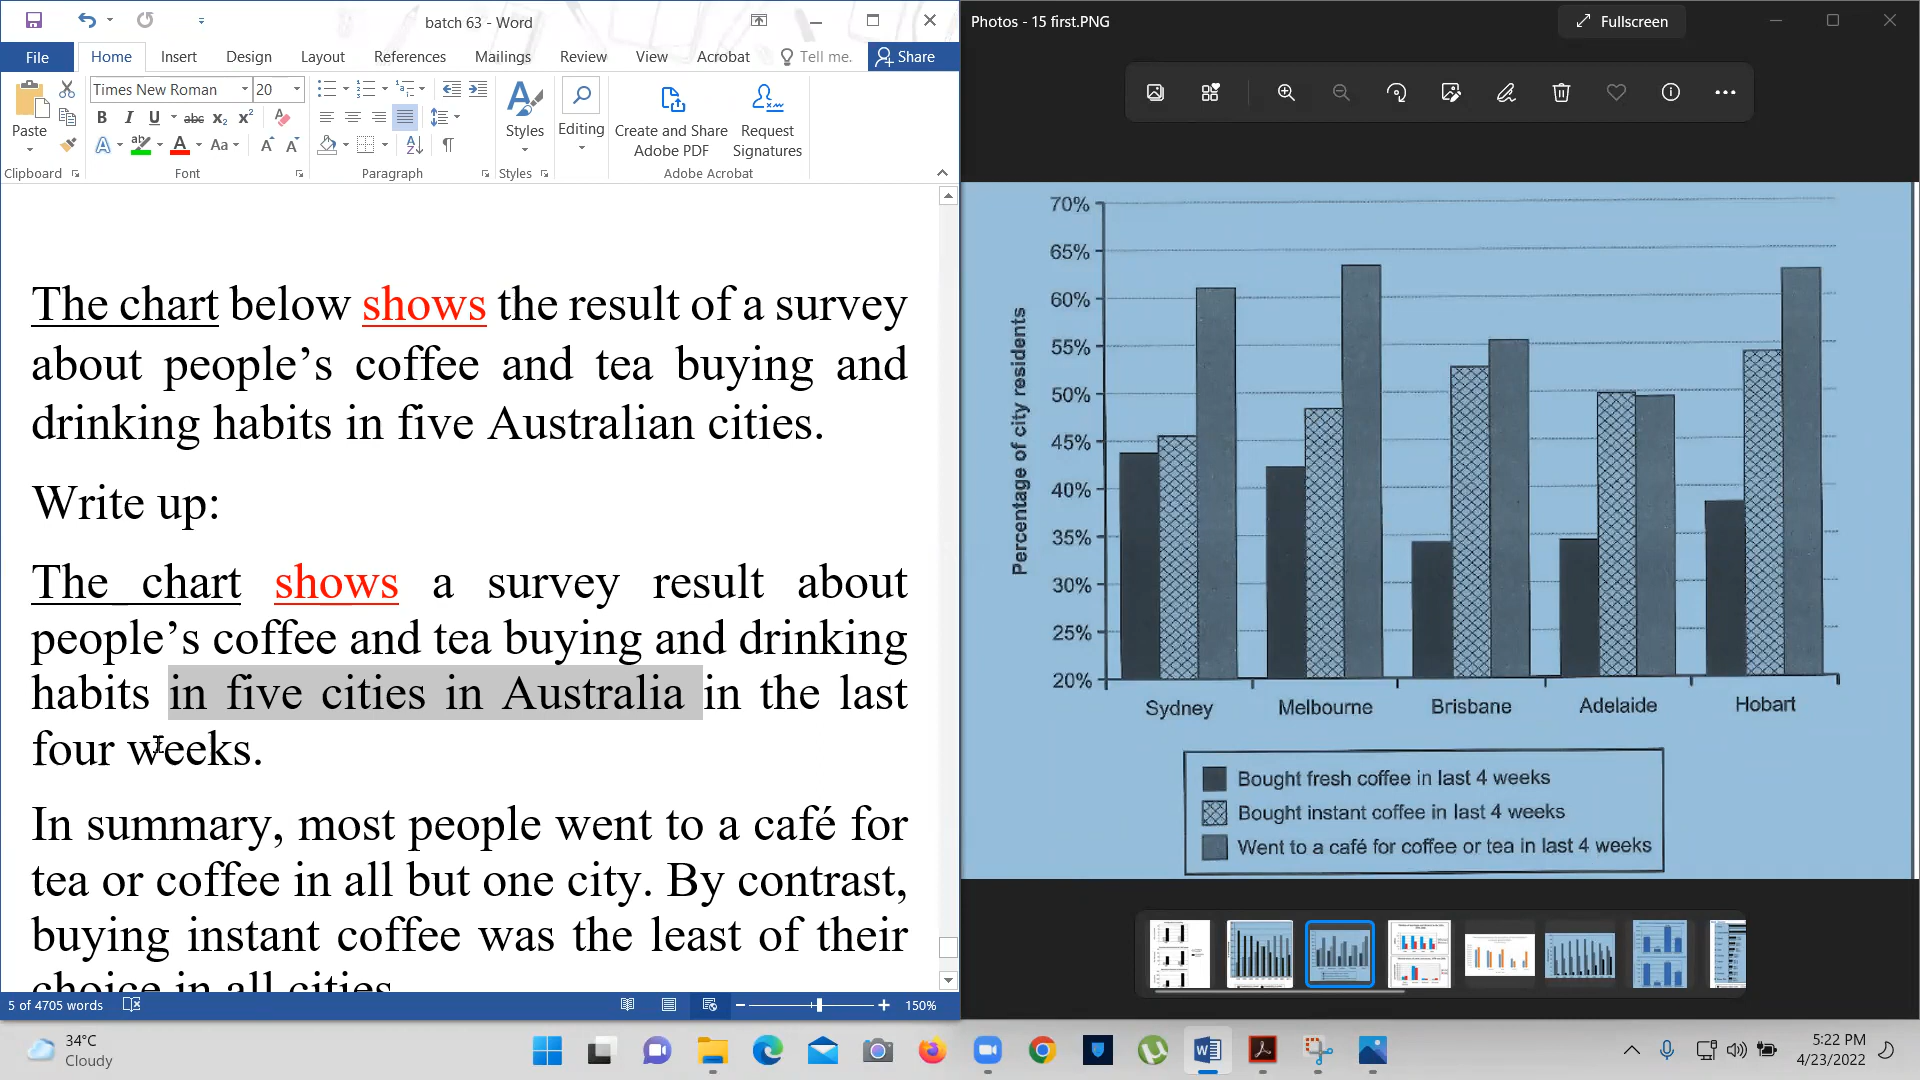 batch 63 - Word
File Home Insert Design Layout References Mailings Review View Acrobat Tell me. Share
Times New Roman 20
Paste
B I U abc x₂ x²
A ab A Aa A A
Styles
Editing
Create and Share
Adobe PDF
Request
Signatures
Clipboard Font Paragraph Styles Adobe Acrobat
The chart below shows the result of a survey
about people’s coffee and tea buying and
drinking habits in five Australian cities.
Write up:
The chart shows a survey result about
people’s coffee and tea buying and drinking
habits in five cities in Australia in the last
four weeks.
In summary, most people went to a café for
tea or coffee in all but one city. By contrast,
buying instant coffee was the least of their
choice in all cities.
5 of 4705 words
150%
Photos - 15 first.PNG
Fullscreen
Percentage of city residents
70%
65%
60%
55%
50%
45%
40%
35%
30%
25%
20%
Sydney Melbourne Brisbane Adelaide Hobart
Bought fresh coffee in last 4 weeks
Bought instant coffee in last 4 weeks
Went to a café for coffee or tea in last 4 weeks
34°C
Cloudy
5:22 PM
4/23/2022